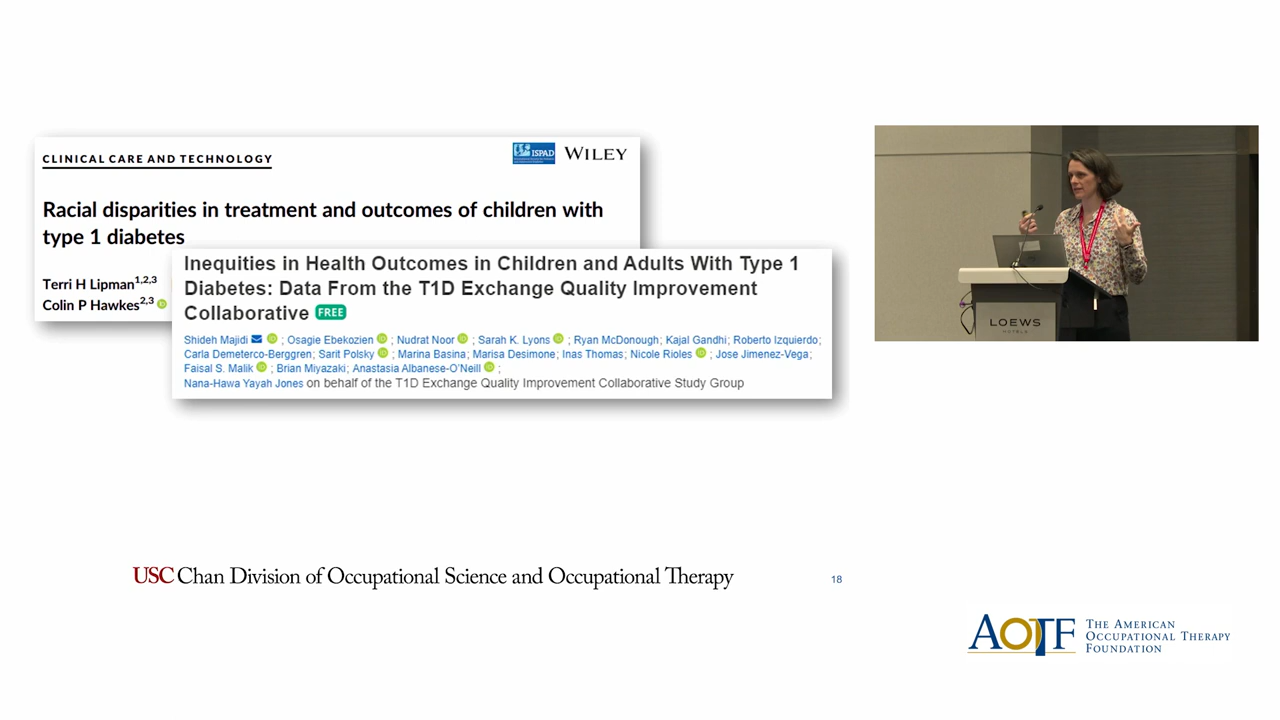 CLINICAL CARE AND TECHNOLOGY
ISPAD
WILEY
Racial disparities in treatment and outcomes of children with
type 1 diabetes
Terri H Lipman1,2,3
Colin P Hawkes2,3
Inequities in Health Outcomes in Children and Adults With Type 1
Diabetes: Data From the T1D Exchange Quality Improvement
Collaborative FREE
Shideh Majidi ; Osagie Ebekozien ; Nudrat Noor ; Sarah K. Lyons ; Ryan McDonough; Kajal Gandhi; Roberto Izquierdo;
Carla Demeterco-Berggren; Sarit Polsky ; Marina Basina; Marisa Desimone; Inas Thomas; Nicole Rioles ; Jose Jimenez-Vega;
Faisal S. Malik ; Brian Miyazaki; Anastasia Albanese-O'Neill ;
Nana-Hawa Yayah Jones on behalf of the T1D Exchange Quality Improvement Collaborative Study Group
LOEWS
HOTELS
USC Chan Division of Occupational Science and Occupational Therapy
18
AOTF
THE AMERICAN
OCCUPATIONAL THERAPY
FOUNDATION